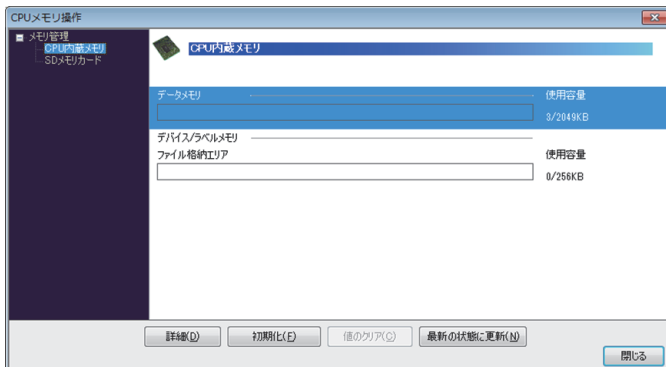 CPUメモリ操作
メモリ管理
CPU内蔵メモリ
SDメモリカード
CPU内蔵メモリ
データメモリ
使用容量
3/2049KB
デバイス/ラベルメモリ
ファイル格納エリア
使用容量
0/256KB
詳細(D)
初期化(F)
値のクリア(C)
最新の状態に更新(N)
閉じる